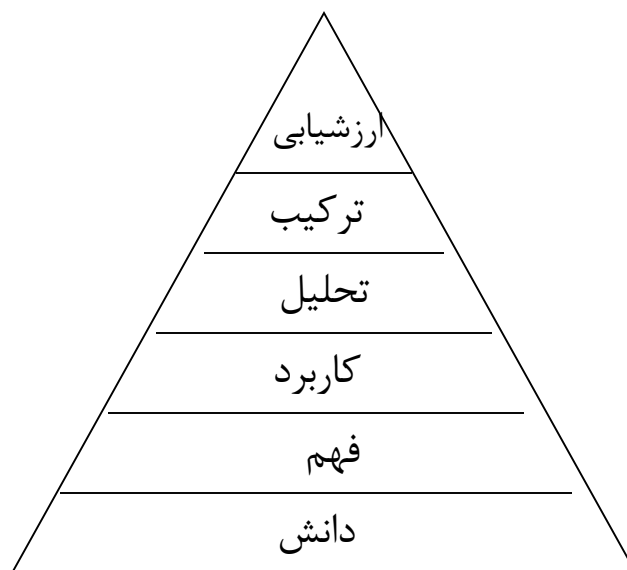 ارزشیابی
ترکیب
تحلیل
کاربرد
فهم
دانش